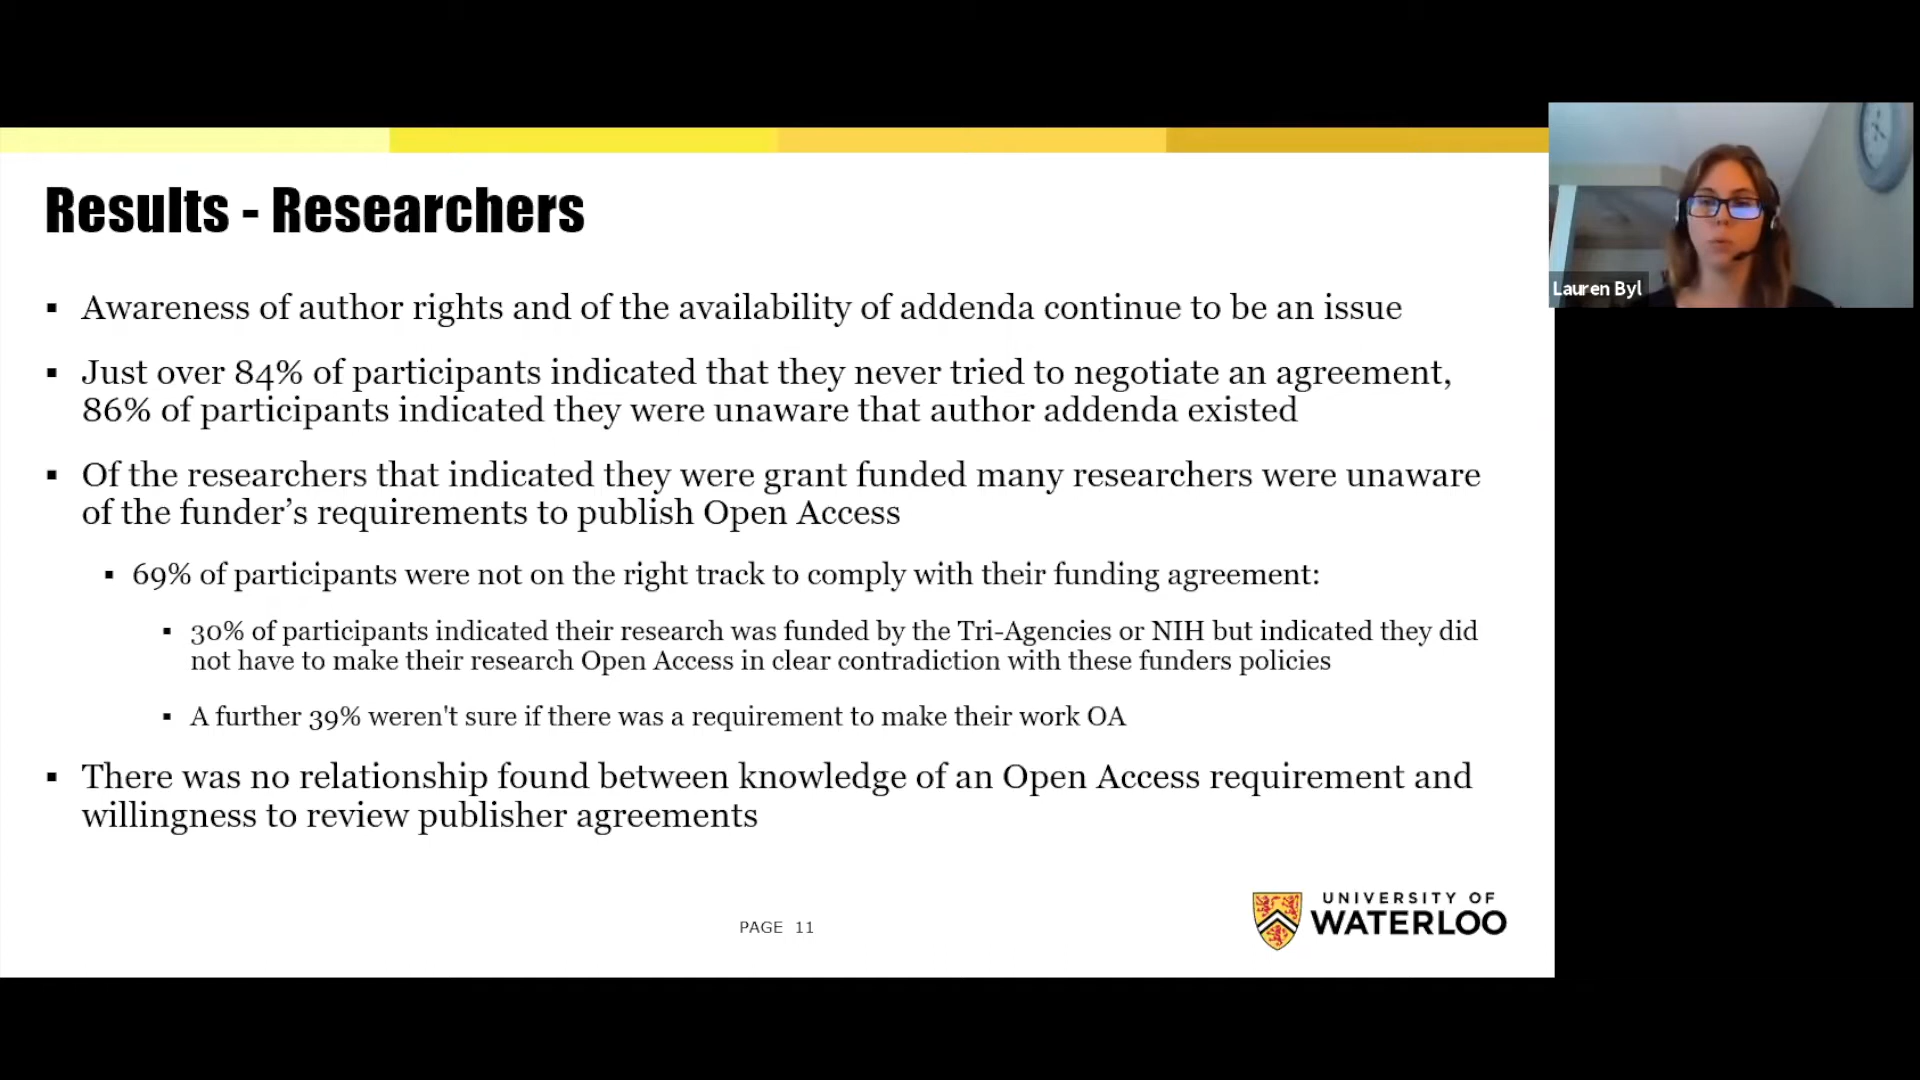 Results - Researchers
▪ Awareness of author rights and of the availability of addenda continue to be an issue
▪ Just over 84% of participants indicated that they never tried to negotiate an agreement,
86% of participants indicated they were unaware that author addenda existed
▪ Of the researchers that indicated they were grant funded many researchers were unaware
of the funder’s requirements to publish Open Access
▪ 69% of participants were not on the right track to comply with their funding agreement:
▪ 30% of participants indicated their research was funded by the Tri-Agencies or NIH but indicated they did
not have to make their research Open Access in clear contradiction with these funders policies
▪ A further 39% weren't sure if there was a requirement to make their work OA
▪ There was no relationship found between knowledge of an Open Access requirement and
willingness to review publisher agreements
PAGE 11
UNIVERSITY OF
WATERLOO
Lauren Byl